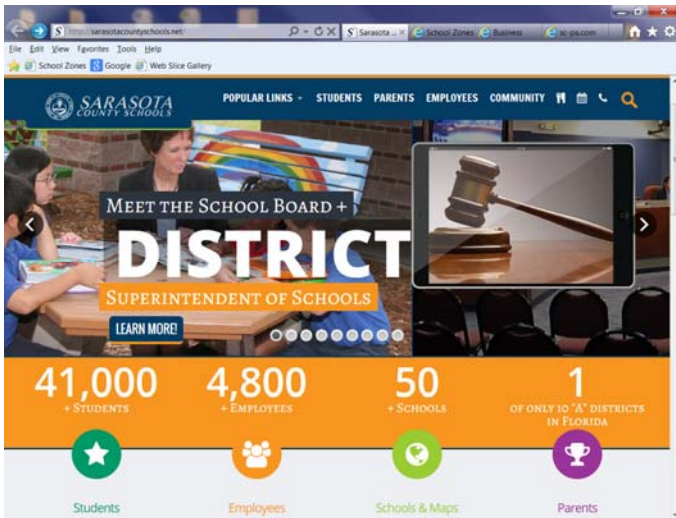 http://sarasotacountyschools.net/
Sarasota ...
School Zones
Business
sc-pa.com
File Edit View Favorites Tools Help
School Zones Google Web Slice Gallery
SARASOTA
COUNTY SCHOOLS
POPULAR LINKS STUDENTS PARENTS EMPLOYEES COMMUNITY
MEET THE SCHOOL BOARD +
DISTRICT
SUPERINTENDENT OF SCHOOLS
LEARN MORE!
41,000 4,800 50 1
+ STUDENTS + EMPLOYEES + SCHOOLS OF ONLY 10 "A" DISTRICTS
IN FLORIDA
Students Employees Schools & Maps Parents